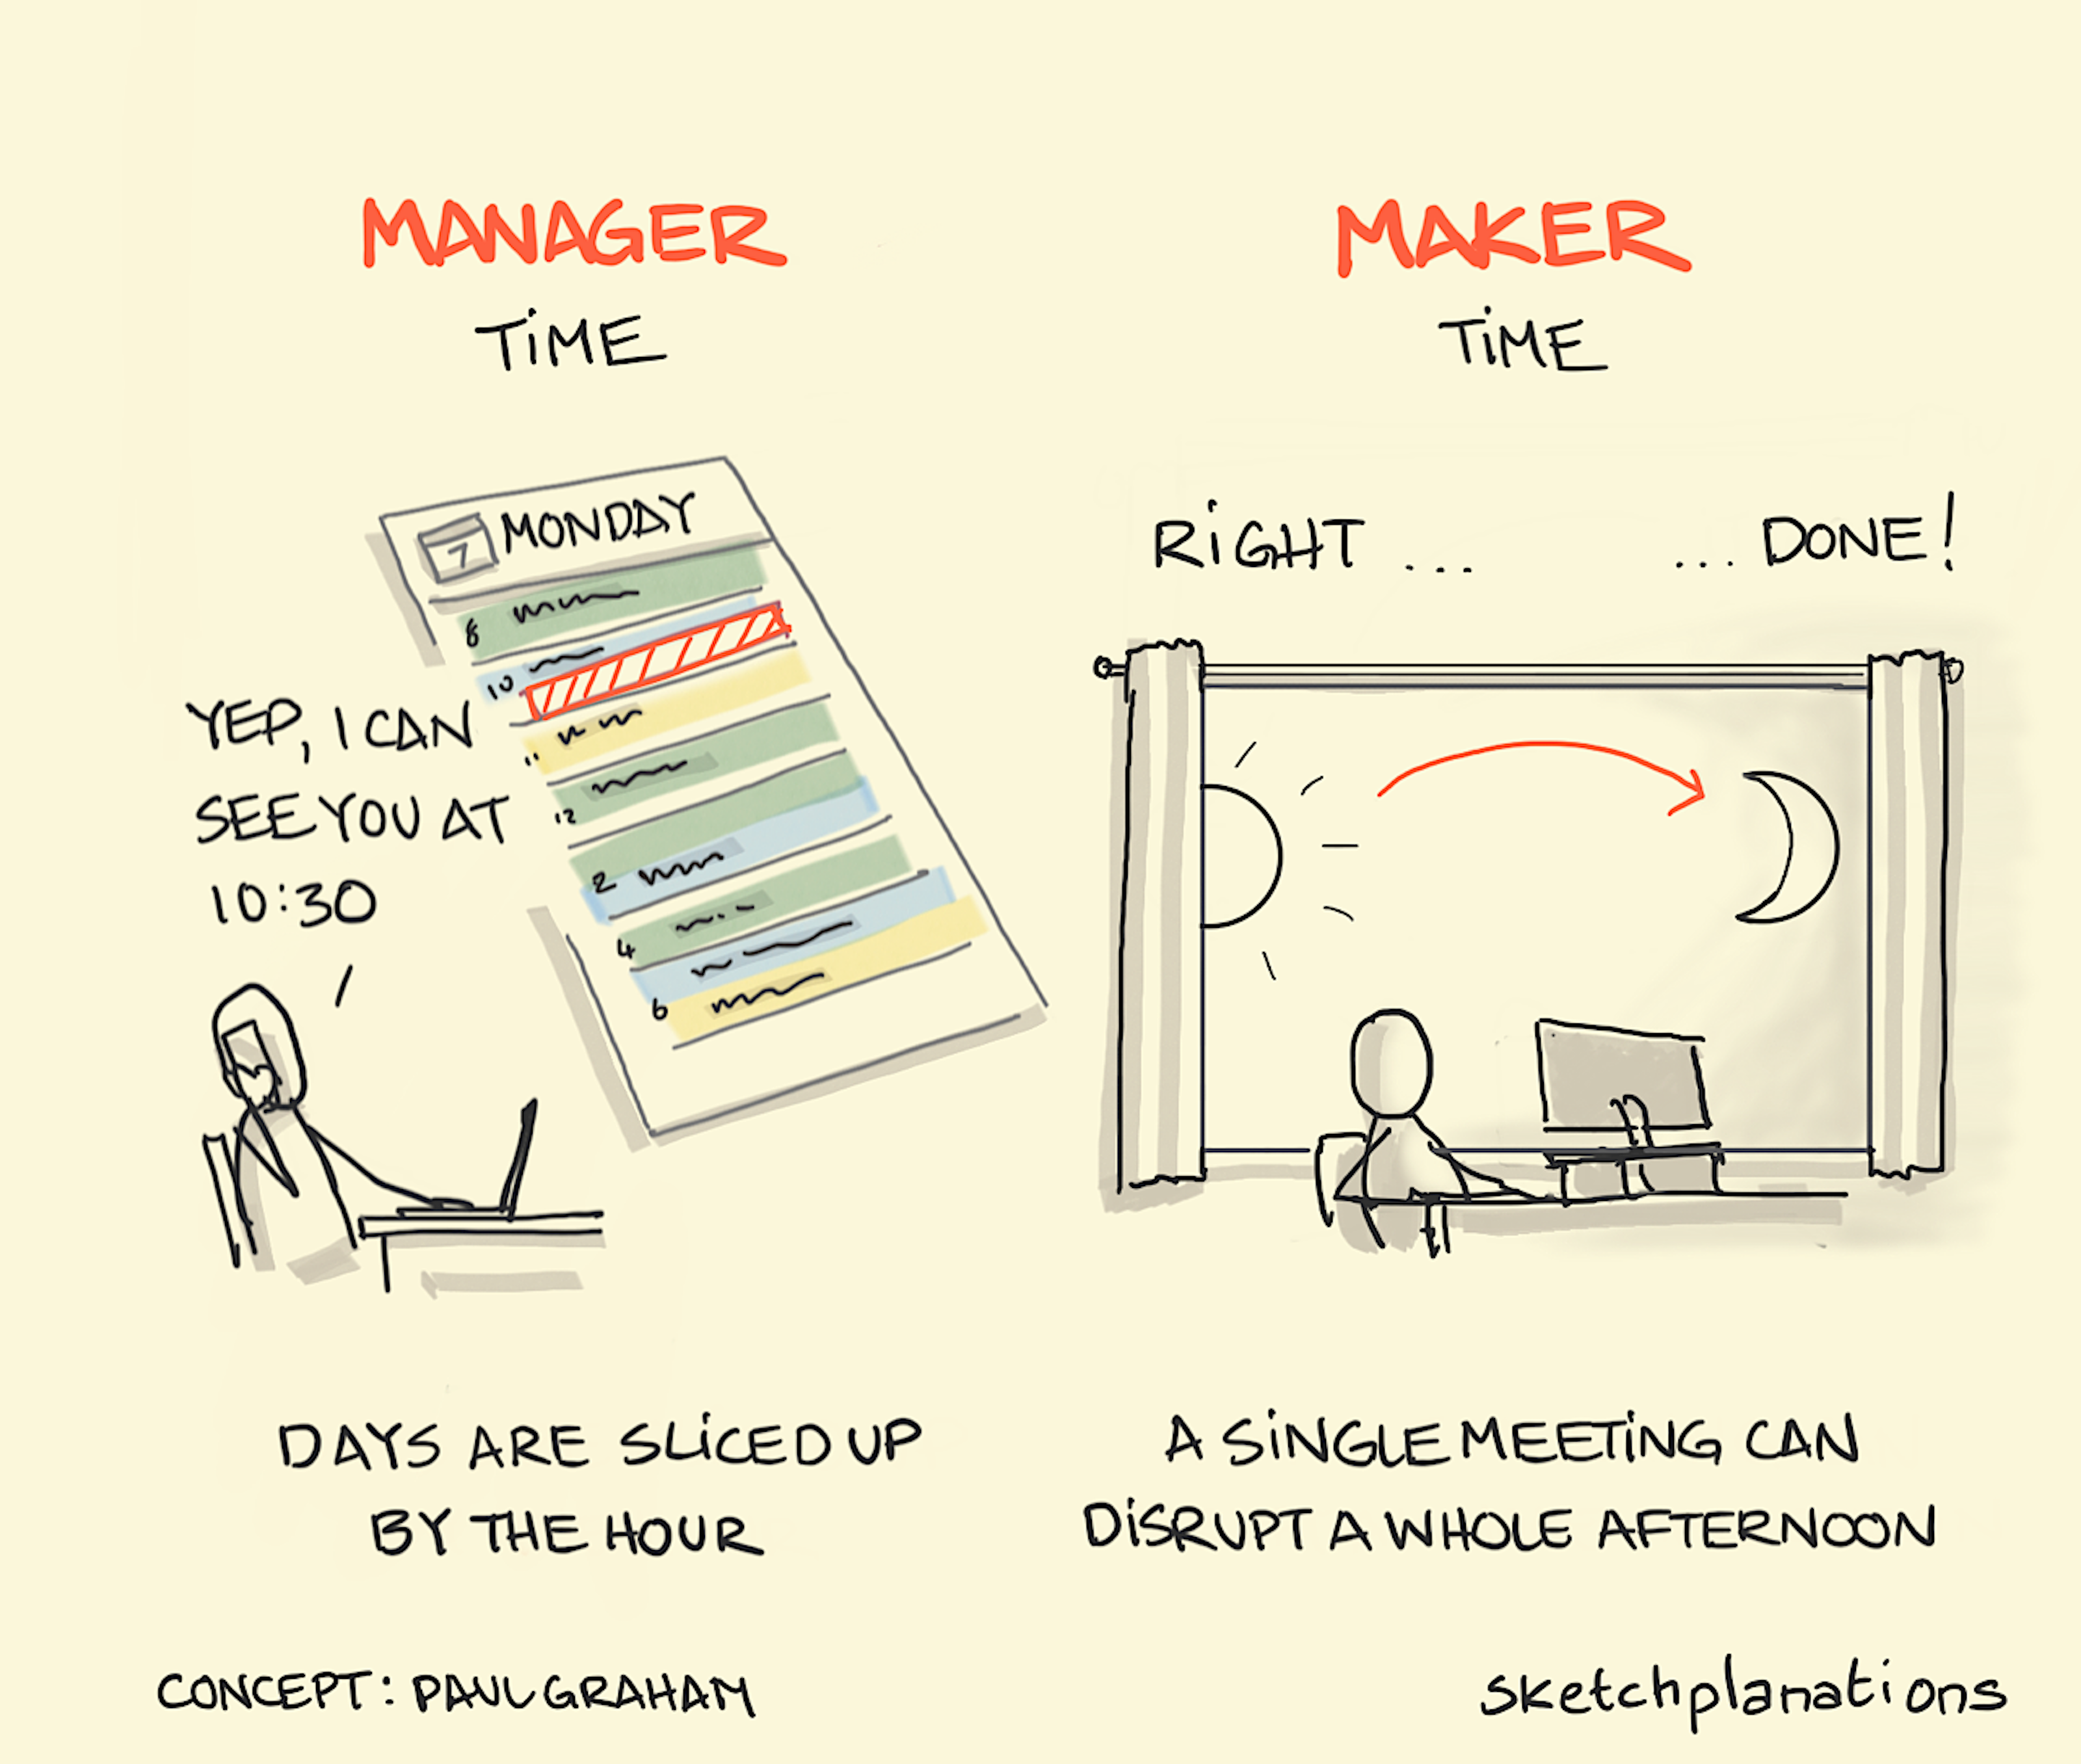 MANAGER
TiME
MAKER
TiME
7 MONDAY
8
10
11
12
2
4
6
YEP, I CAN
SEE YOU AT
10:30
RiGHT ... ... DONE!
DAYS ARE SLiCED UP
BY THE HOUR
A SiNGLE MEETiNG CAN
DiSRUPT A WHOLE AFTERNOON
CONCEPT: PAUL GRAHAM
sketchplanations